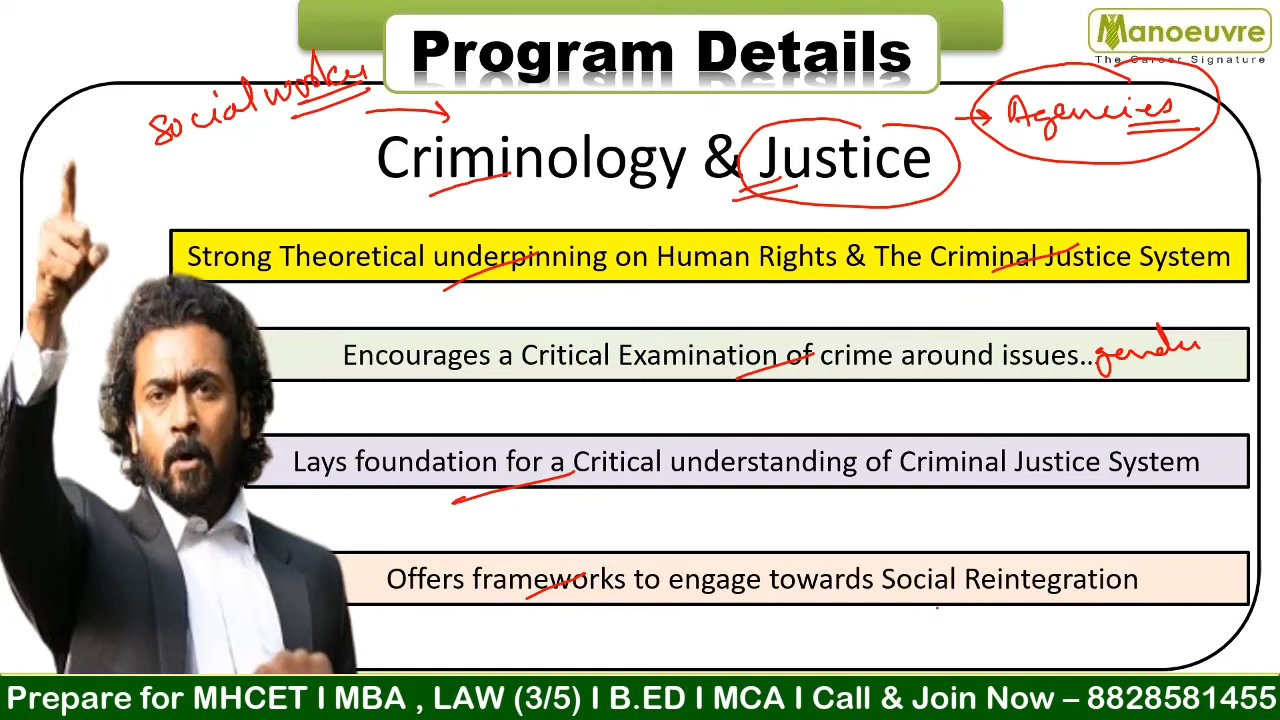 Program Details
Manoeuvre
The Career Signature
Social worker
Agencies
Criminology & Justice
Strong Theoretical underpinning on Human Rights & The Criminal Justice System
Encourages a Critical Examination of crime around issues..gender
Lays foundation for a Critical understanding of Criminal Justice System
Offers frameworks to engage towards Social Reintegration
Prepare for MHCET I MBA , LAW (3/5) I B.ED I MCA I Call & Join Now – 8828581455